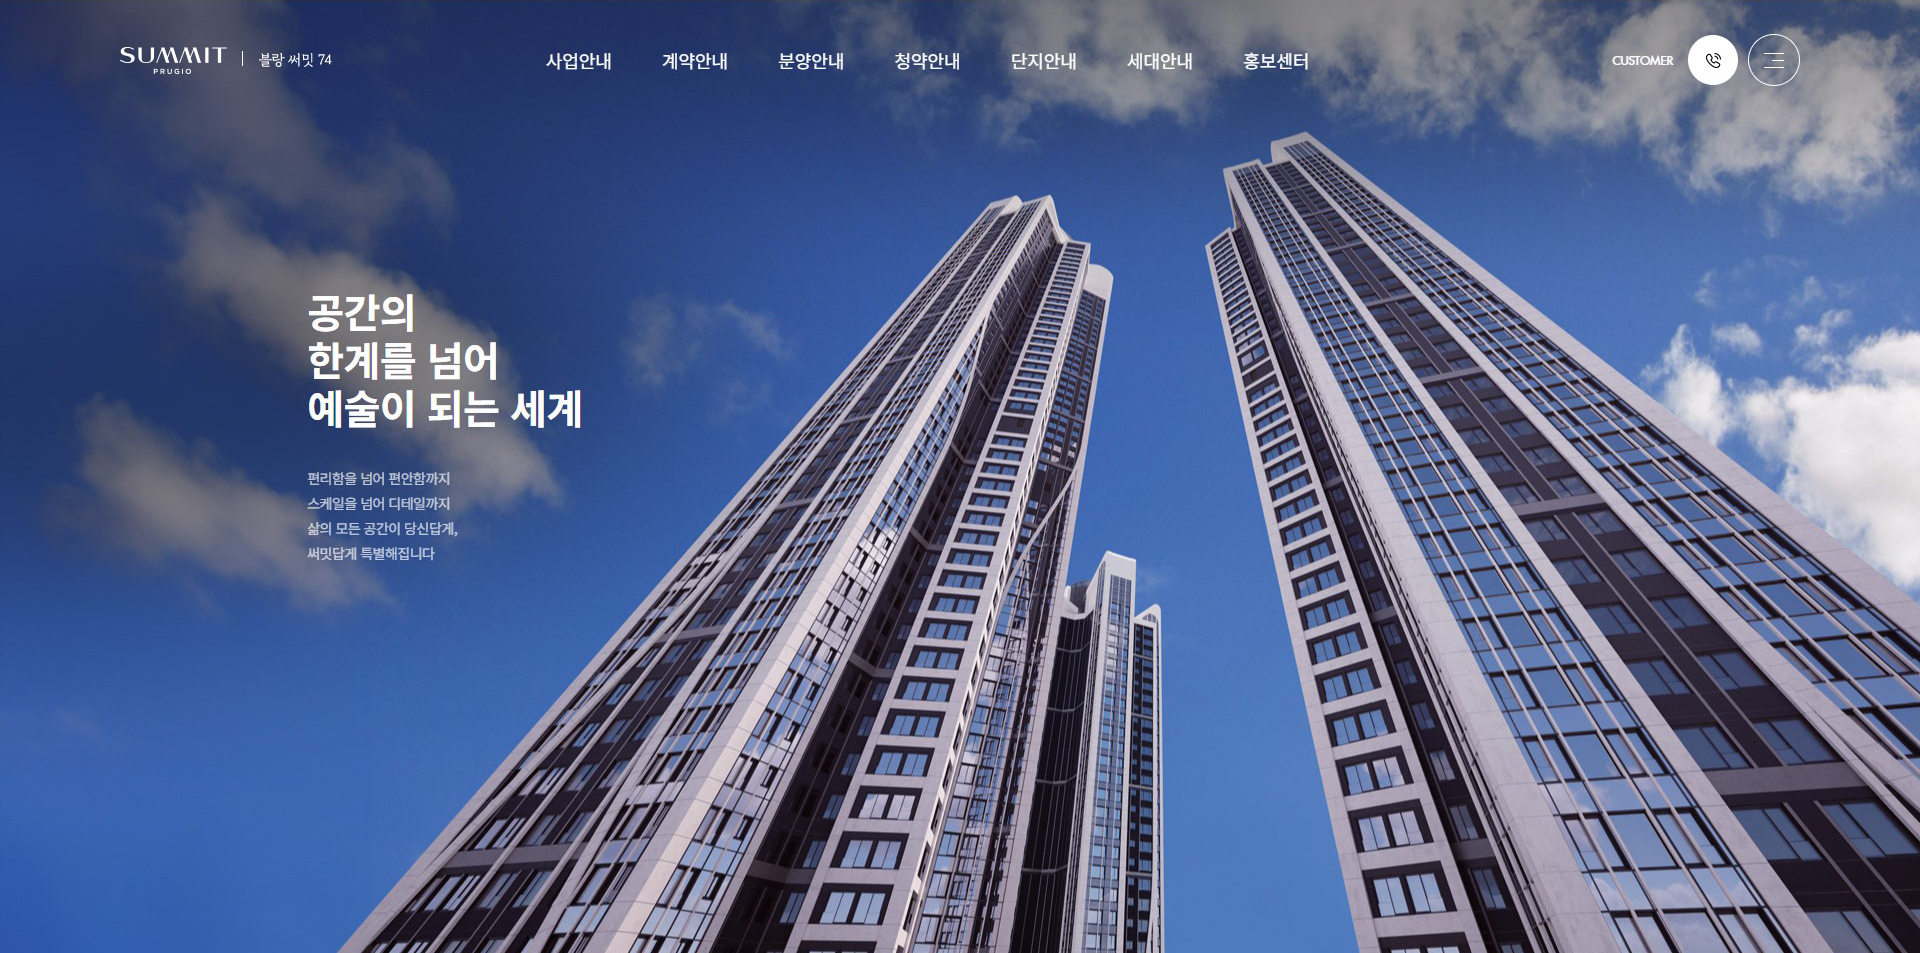 SUMMIT
PRUGIO
블랑 써밋 74
사업안내 계약안내 분양안내 청약안내 단지안내 세대안내 홍보센터
CUSTOMER
공간의
한계를 넘어
예술이 되는 세계
편리함을 넘어 편안함까지
스케일을 넘어 디테일까지
삶의 모든 공간이 당신답게,
써밋답게 특별해집니다